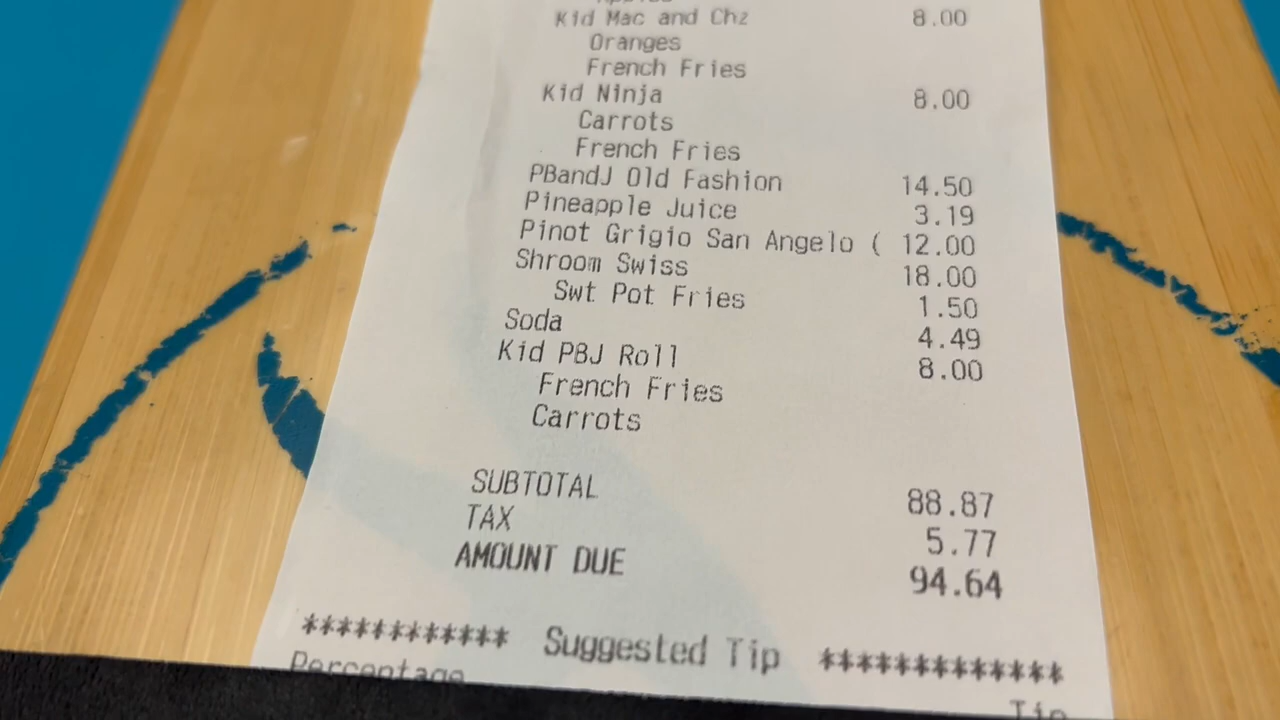 Kid Mac and Chz 8.00
Oranges
French Fries
Kid Ninja 8.00
Carrots
French Fries
PBandJ Old Fashion 14.50
Pineapple Juice 3.19
Pinot Grigio San Angelo ( 12.00
Shroom Swiss 18.00
Swt Pot Fries 1.50
Soda 4.49
Kid PBJ Roll 8.00
French Fries
Carrots
SUBTOTAL 88.87
TAX 5.77
AMOUNT DUE 94.64
************ Suggested Tip *************
Percentage Tip